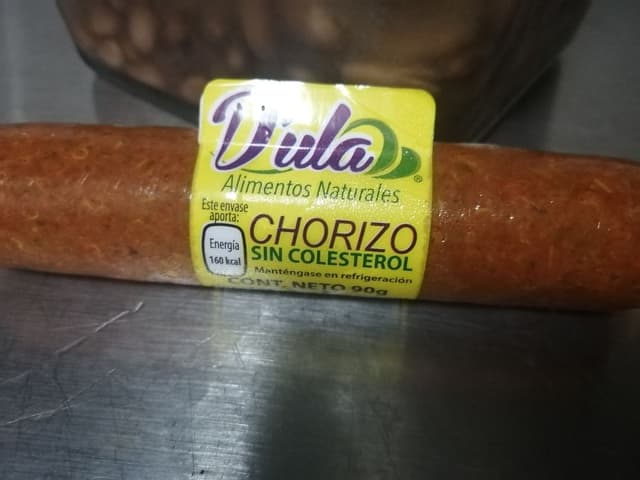 D'ula®
Alimentos Naturales
Este envase
aporta:
Energía
160 kcal
CHORIZO
SIN COLESTEROL
Manténgase en refrigeración
CONT. NETO 90g